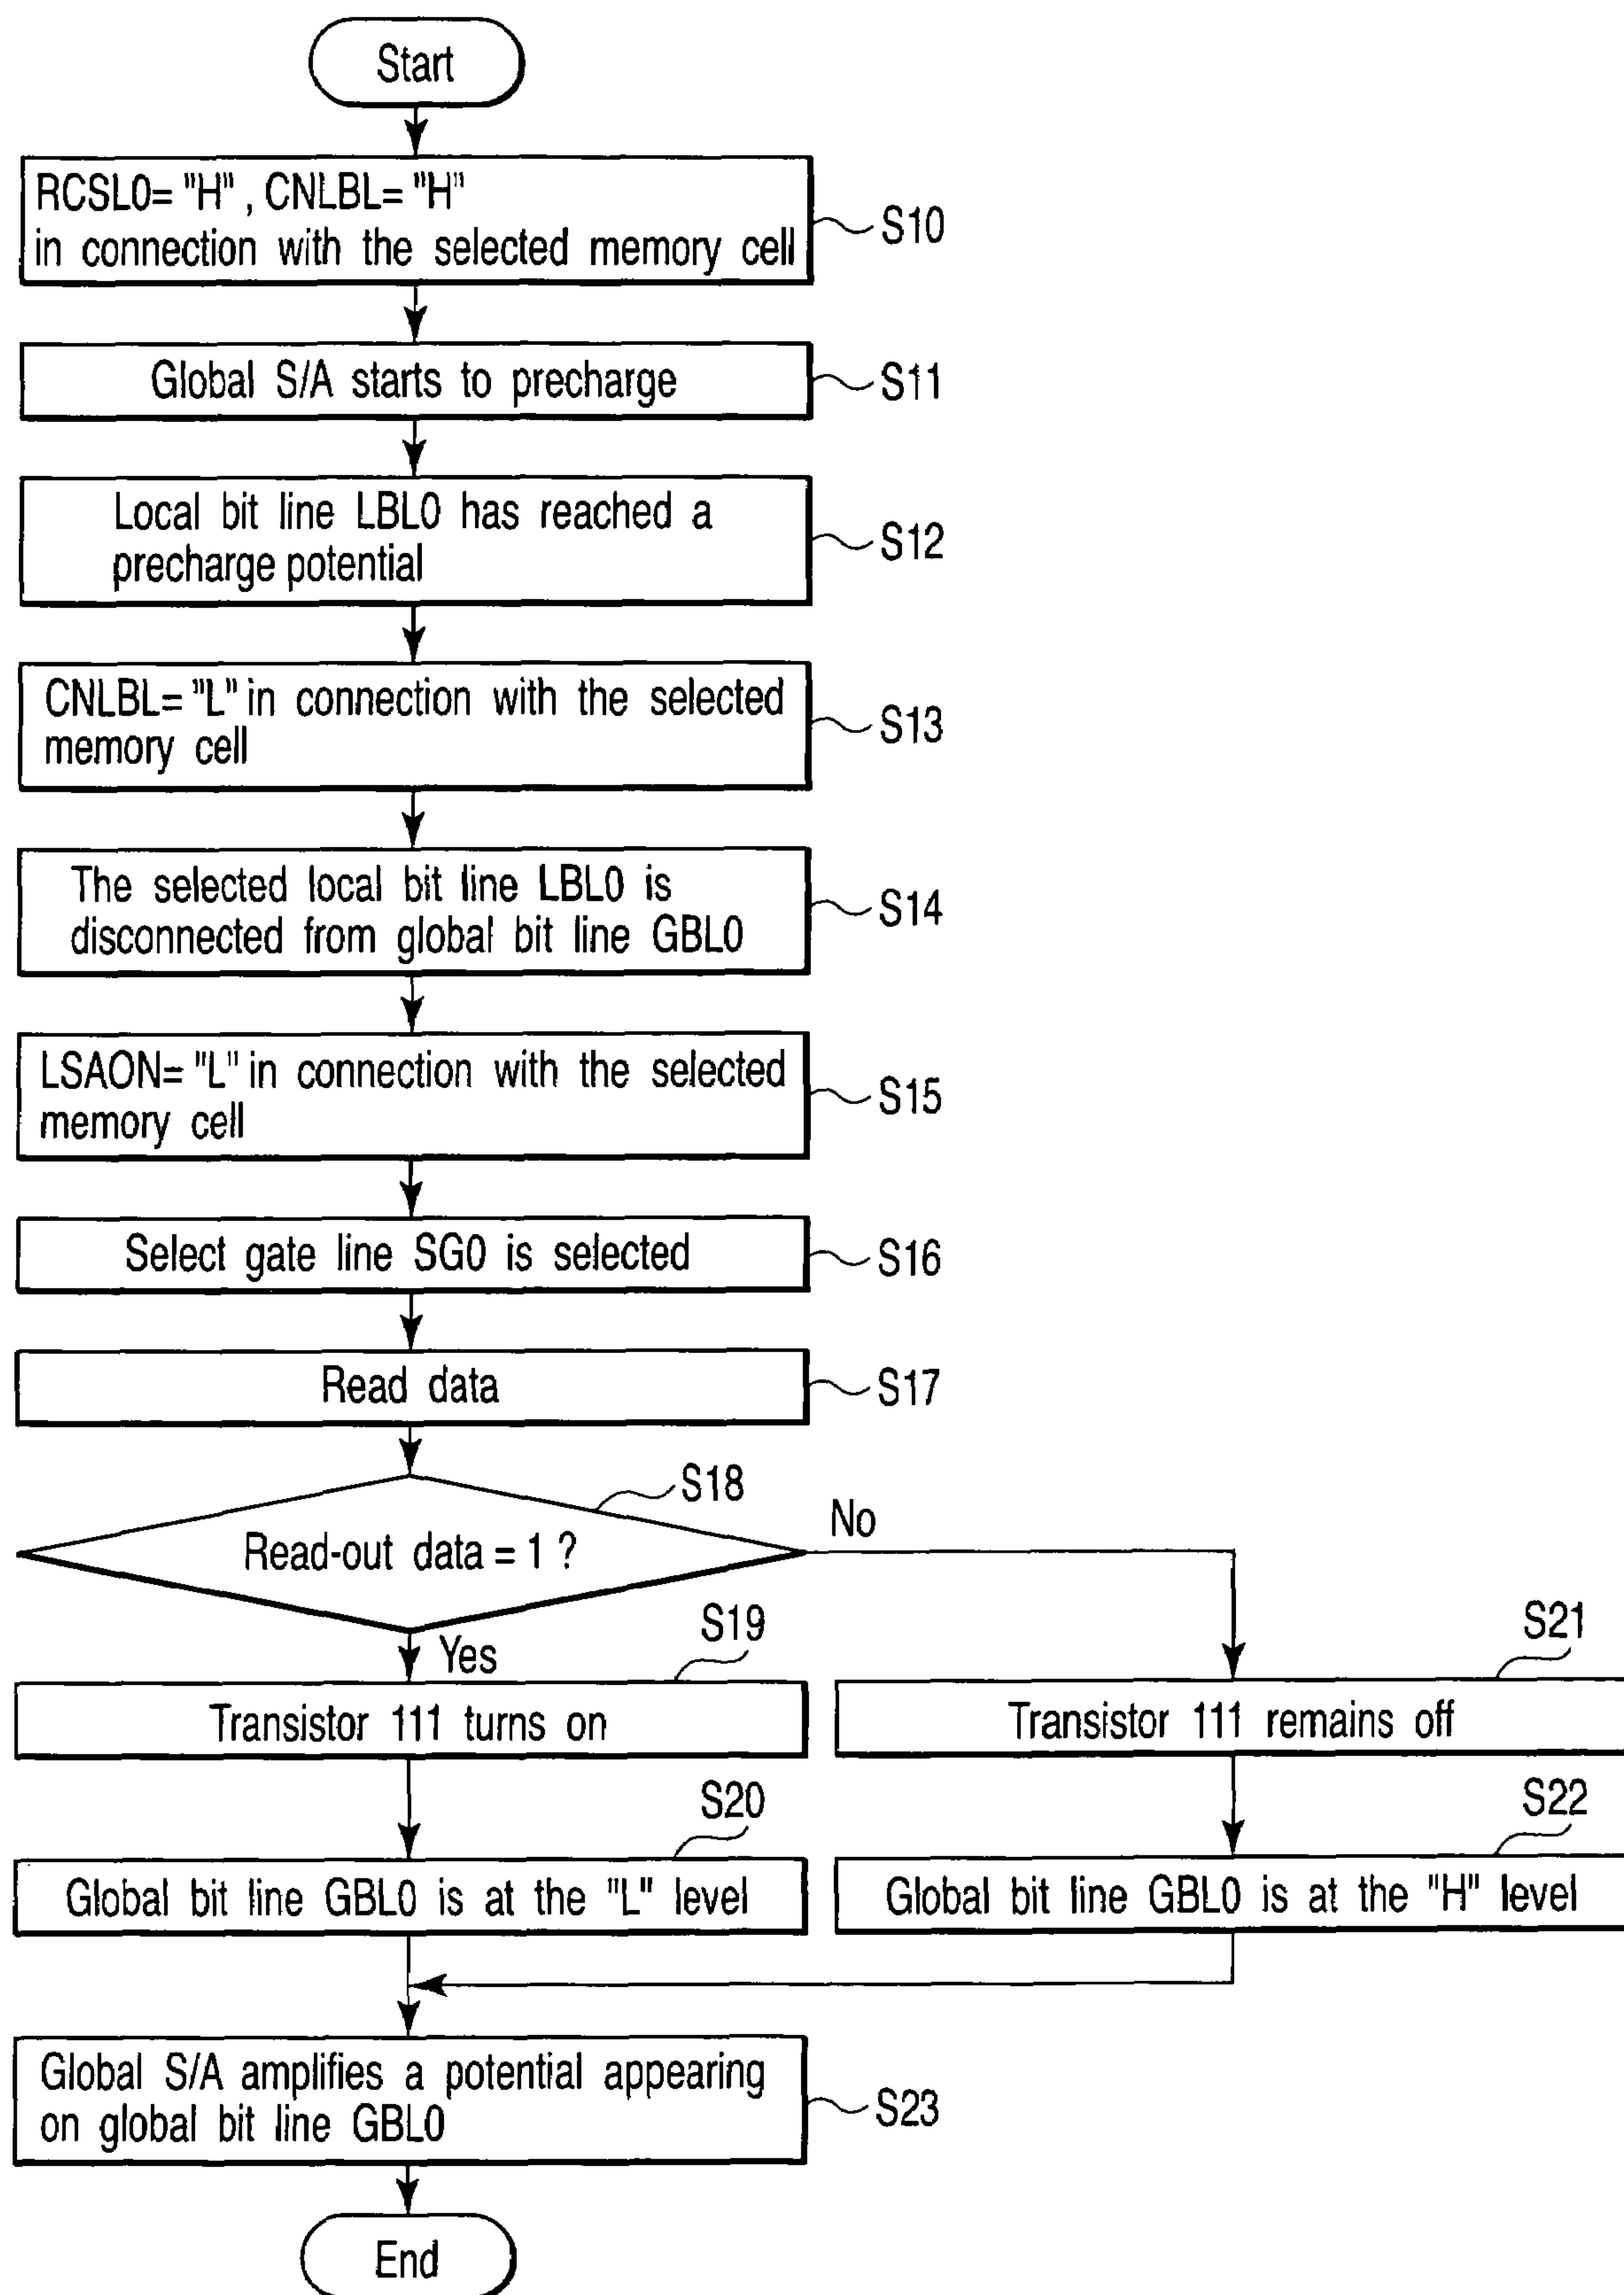 Start
RCSL0= "H" , CNLBL= "H"
in connection with the selected memory cell
S10
Global S/A starts to precharge
S11
Local bit line LBL0 has reached a
precharge potential
S12
CNLBL= "L" in connection with the selected
memory cell
S13
The selected local bit line LBL0 is
disconnected from global bit line GBL0
S14
LSAON= "L" in connection with the selected
memory cell
S15
Select gate line SG0 is selected
S16
Read data
S17
S18
Read-out data = 1 ?
No
Yes
S19
S21
Transistor 111 turns on
Transistor 111 remains off
S20
S22
Global bit line GBL0 is at the "L" level
Global bit line GBL0 is at the "H" level
Global S/A amplifies a potential appearing
on global bit line GBL0
S23
End